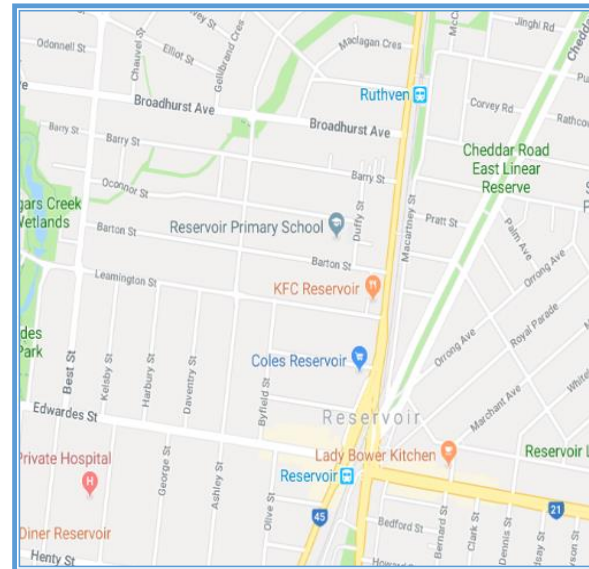 Odonnell St
Chauvel St
Elliot St
Gellibrand Cres
Maclagan Cres
Jinghi Rd
Ruthven
Corvey Rd
Broadhurst Ave
Broadhurst Ave
Cheddar Road
East Linear
Reserve
Barry St
Barry St
Barry St
Oconnor St
Duffy St
Macartney St
Pratt St
Palm Ave
Wetlands
Reservoir Primary School
Barton St
Barton St
Orrong Ave
Leamington St
KFC Reservoir
Royal Parade
Park
Best St
Kelsby St
Harbury St
Daventry St
Coles Reservoir
Orrong Ave
Byfield St
Marchant Ave
Edwardes St
Reservoir
Lady Bower Kitchen
Private Hospital
George St
Ashley St
Reservoir
Olive St
45
21
Bedford St
Bernard St
Clark St
Dennis St
Diner Reservoir
Henty St